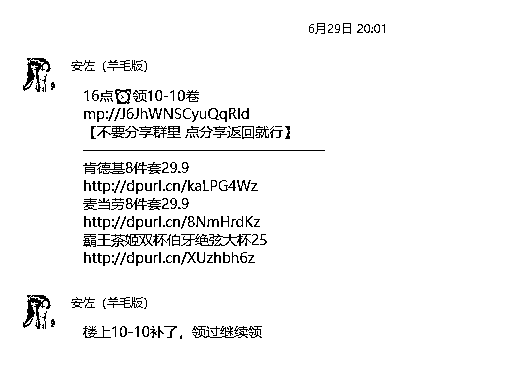 6月29日 20:01
安佐（羊毛版）
16点⏰领10-10卷
mp://J6JhWNSCyuQqRld
【不要分享群里 点分享返回就行】
肯德基8件套29.9
http://dpurl.cn/kaLPG4Wz
麦当劳8件套29.9
http://dpurl.cn/8NmHrdKz
霸王茶姬双杯伯牙绝弦大杯25
http://dpurl.cn/XUzhbh6z
安佐（羊毛版）
楼上10-10补了，领过继续领